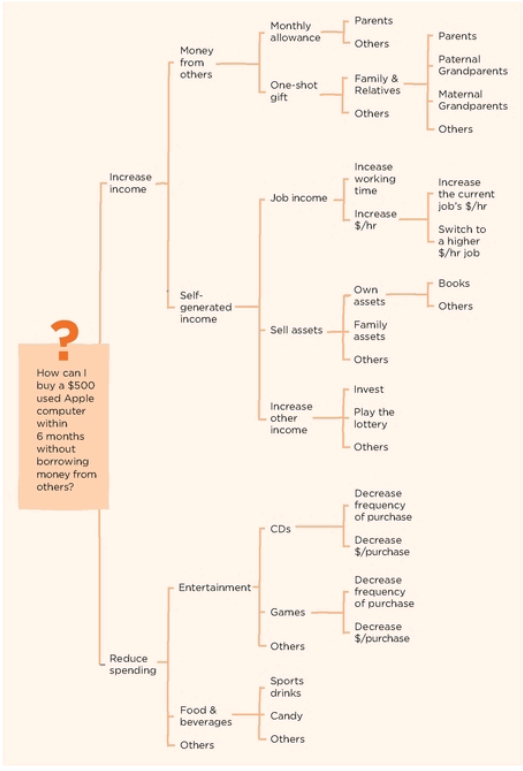 Monthly
allowance
Parents
Others
Money
from
others
One-shot
gift
Family &
Relatives
Others
Parents
Paternal
Grandparents
Maternal
Grandparents
Others
Increase
income
Job income
Incease
working
time
Increase
$/hr
Increase
the current
job's $/hr
Switch to
a higher
$/hr job
Self-
generated
income
Sell assets
Own
assets
Books
Others
Family
assets
Others
Increase
other
income
Invest
Play the
lottery
Others
?
How can I
buy a $500
used Apple
computer
within
6 months
without
borrowing
money from
others?
Reduce
spending
Entertainment
CDs
Decrease
frequency
of purchase
Decrease
$/purchase
Games
Decrease
frequency
of purchase
Decrease
$/purchase
Others
Food &
beverages
Sports
drinks
Candy
Others
Others